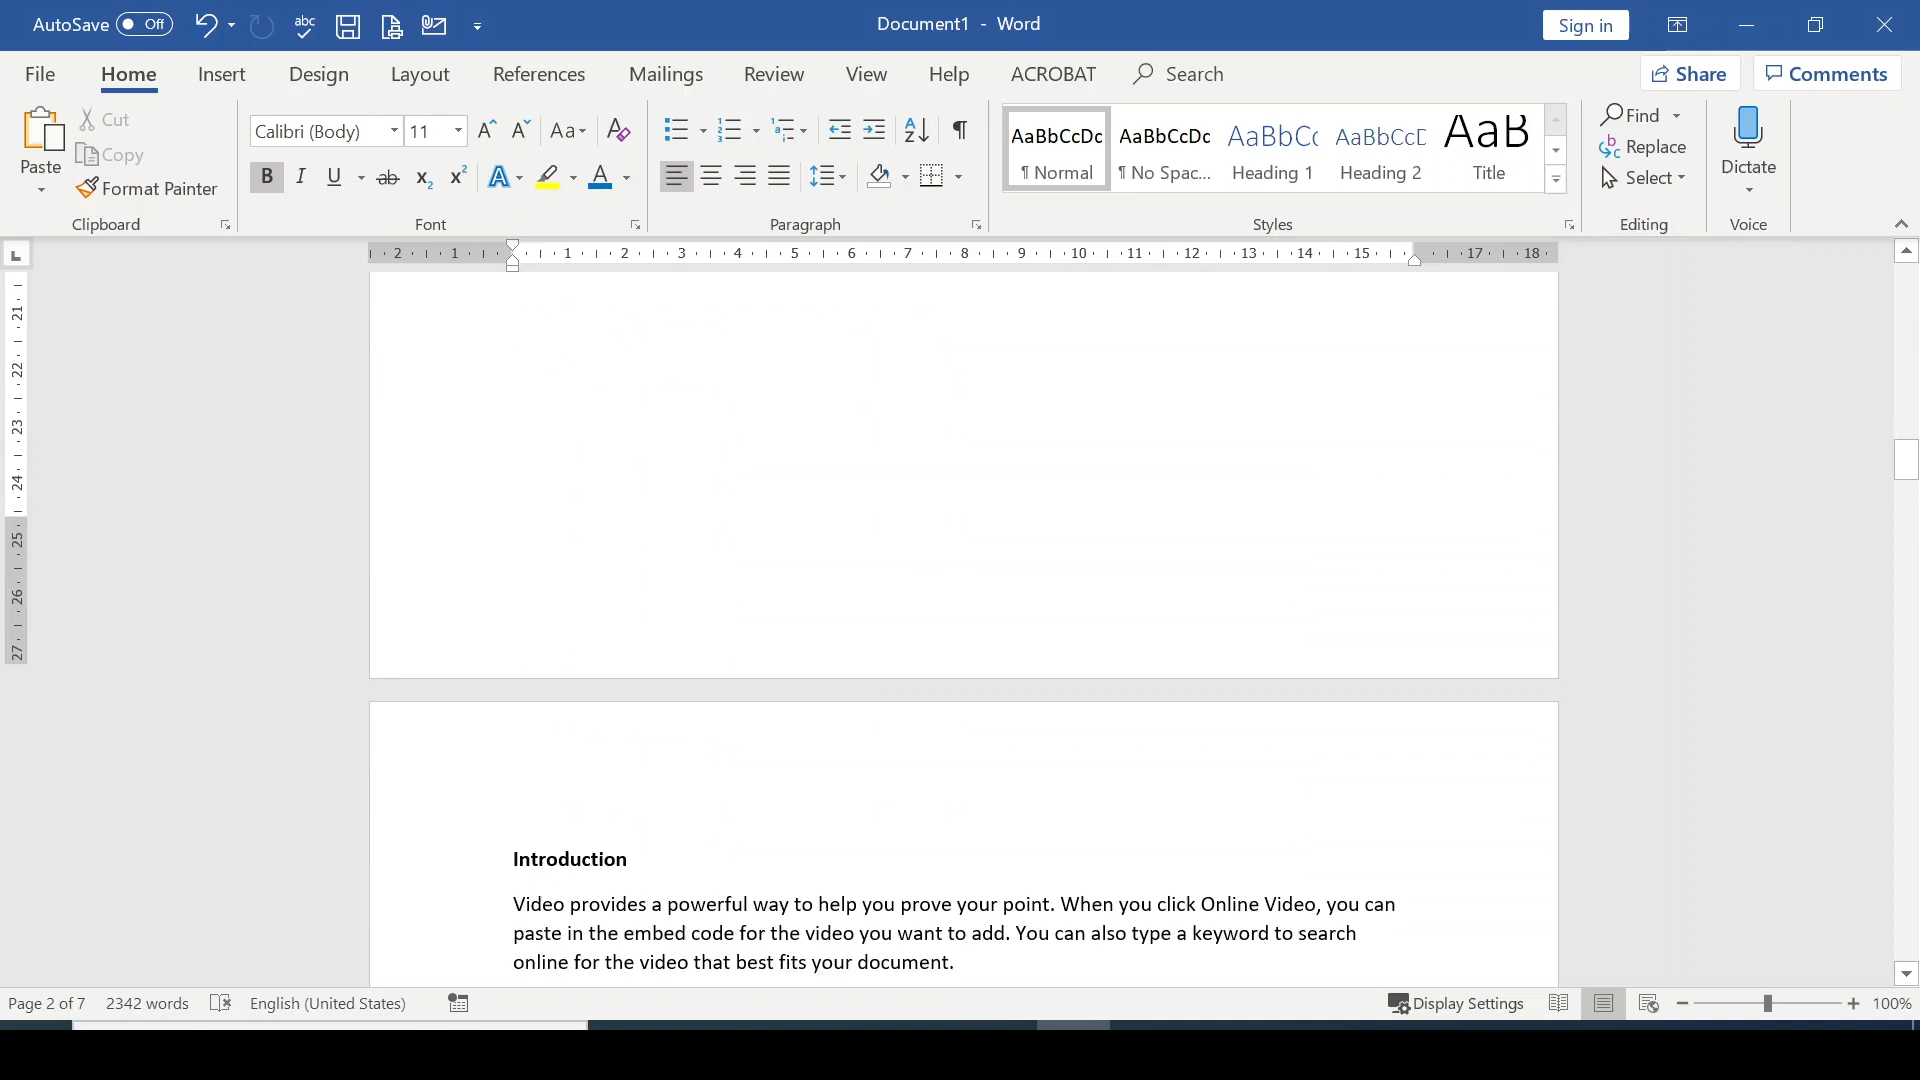 AutoSave Off abc Document1 - Word Sign in
File Home Insert Design Layout References Mailings Review View Help ACROBAT Search Share Comments
Paste Cut Copy Format Painter
Clipboard
Calibri (Body) 11 Aa
B I U ab x2 x2 A A
Font
Paragraph
AaBbCcDc ¶ Normal
AaBbCcDc ¶ No Spac...
AaBbCc Heading 1
AaBbCcD Heading 2
AaB Title
Styles
Find
Replace
Select
Editing
Dictate
Voice
2 1 1 2 3 4 5 6 7 8 9 10 11 12 13 14 15 17 18
21
22
23
24
25
26
27
Introduction
Video provides a powerful way to help you prove your point. When you click Online Video, you can
paste in the embed code for the video you want to add. You can also type a keyword to search
online for the video that best fits your document.
Page 2 of 7 2342 words English (United States) Display Settings 100%